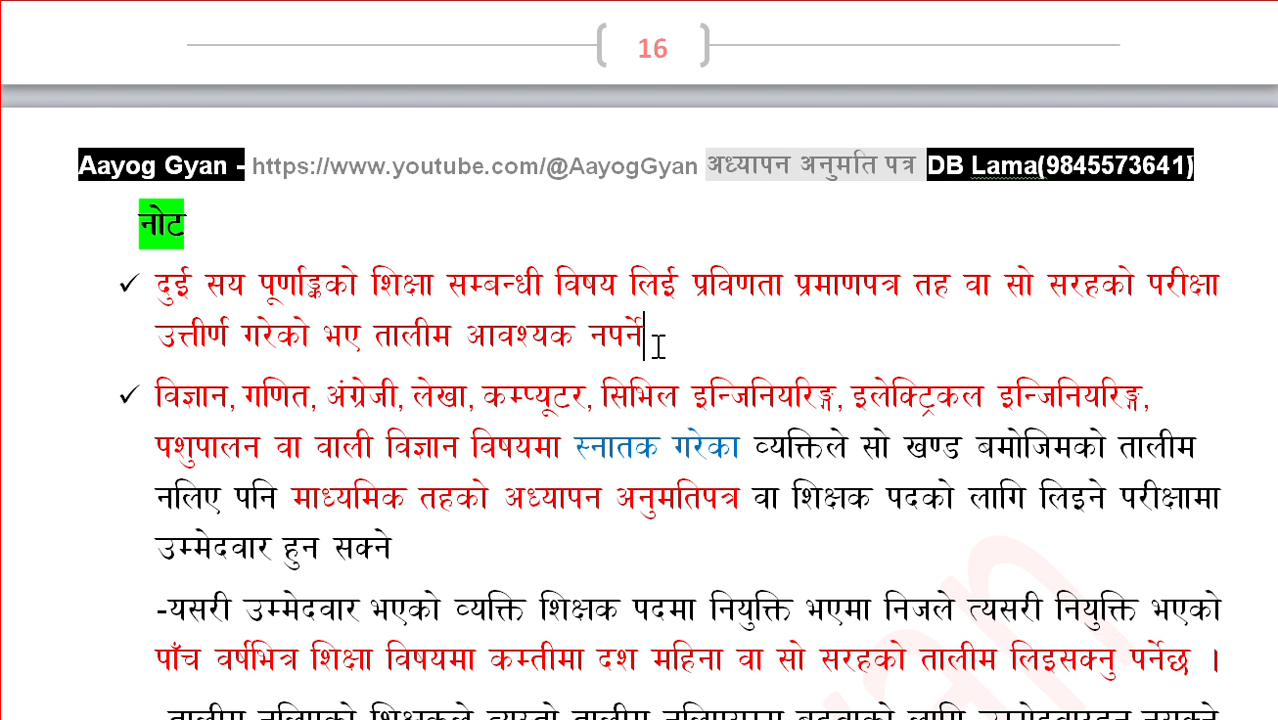 16
Aayog Gyan - https://www.youtube.com/@AayogGyan अध्यापन अनुमति पत्र DB Lama(9845573641)
नोट
✓ दुई सय पूर्णाङ्कको शिक्षा सम्बन्धी विषय लिई प्रविणता प्रमाणपत्र तह वा सो सरहको परीक्षा
उत्तीर्ण गरेको भए तालीम आवश्यक नपर्ने
✓ विज्ञान, गणित, अंग्रेजी, लेखा, कम्प्यूटर, सिभिल इन्जिनियरिङ्ग, इलेक्ट्रिकल इन्जिनियरिङ्ग,
पशुपालन वा वाली विज्ञान विषयमा स्नातक गरेका व्यक्तिले सो खण्ड बमोजिमको तालीम
नलिए पनि माध्यमिक तहको अध्यापन अनुमतिपत्र वा शिक्षक पदको लागि लिइने परीक्षामा
उम्मेदवार हुन सक्ने
-यसरी उम्मेदवार भएको व्यक्ति शिक्षक पदमा नियुक्ति भएमा निजले त्यसरी नियुक्ति भएको
पाँच वर्षभित्र शिक्षा विषयमा कम्तीमा दश महिना वा सो सरहको तालीम लिइसक्नु पर्नेछ ।